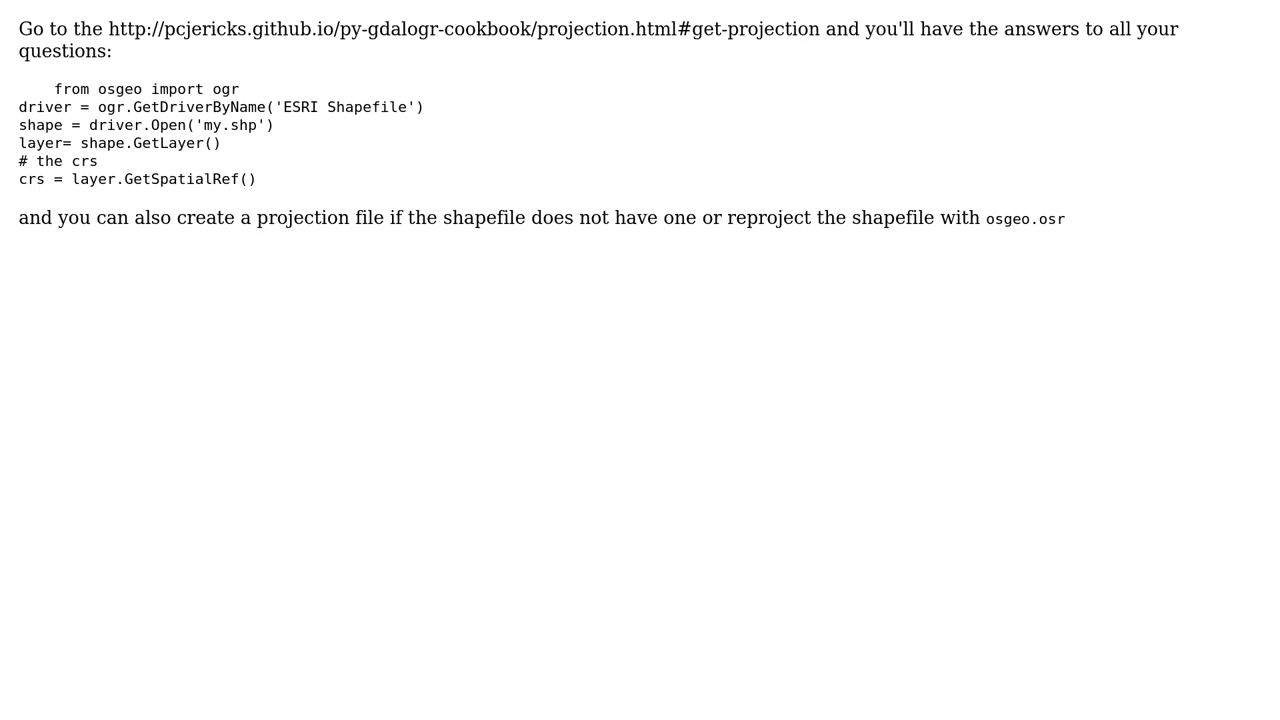 Go to the http://pcjericks.github.io/py-gdalogr-cookbook/projection.html#get-projection and you'll have the answers to all your
questions:
    from osgeo import ogr
driver = ogr.GetDriverByName('ESRI Shapefile')
shape = driver.Open('my.shp')
layer= shape.GetLayer()
# the crs
crs = layer.GetSpatialRef()
and you can also create a projection file if the shapefile does not have one or reproject the shapefile with osgeo.osr